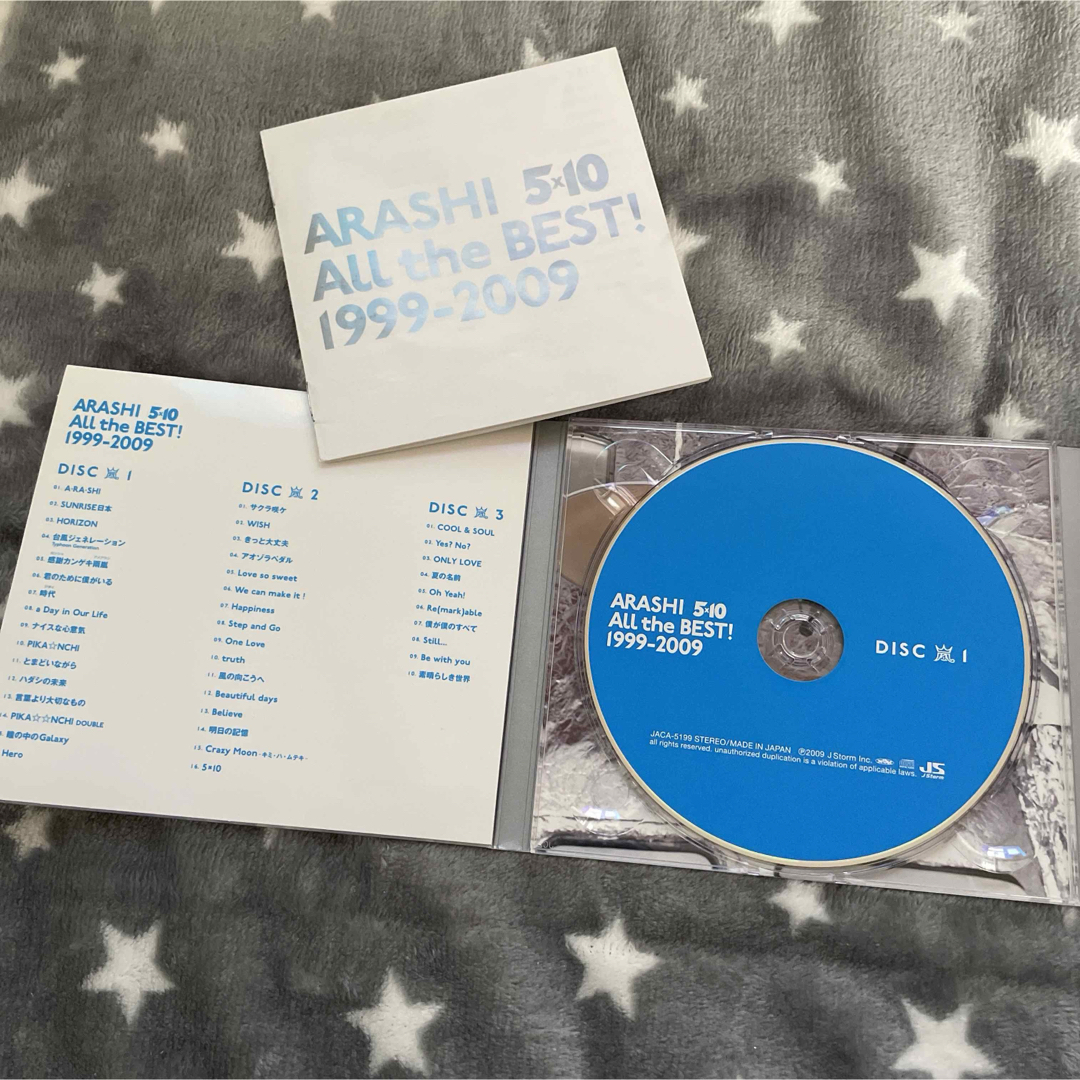 ARASHI 5×10
All the BEST!
1999-2009
ARASHI 5×10
All the BEST!
1999-2009
DISC 嵐 1
01. A・RA・SHI
02. SUNRISE日本
03. HORIZON
04. 台風ジェネレーション
Typhoon Generation
05. 感謝カンゲキ雨嵐
06. 君のために僕がいる
07. 時代
08. a Day in Our Life
09. ナイスな心意気
10. PIKA☆NCHI
11. とまどいながら
12. ハダシの未来
13. 言葉より大切なもの
14. PIKA☆☆NCHI DOUBLE
瞳の中のGalaxy
Hero
DISC 嵐 2
01. サクラ咲ケ
02. WISH
03. きっと大丈夫
04. アオゾラペダル
05. Love so sweet
06. We can make it!
07. Happiness
08. Step and Go
09. One Love
10. truth
11. 風の向こうへ
12. Beautiful days
13. Believe
14. 明日の記憶
15. Crazy Moon ~キミ・ハ・ムテキ~
16. 5×10
DISC 嵐 3
01. COOL & SOUL
02. Yes? No?
03. ONLY LOVE
04. 夏の名前
05. Oh Yeah!
06. Re(mark)able
07. 僕が僕のすべて
08. Still...
09. Be with you
10. 素晴らしき世界
ARASHI 5×10
All the BEST!
1999-2009
DISC 嵐 1
JACA-5199 STEREO/MADE IN JAPAN ℗2009 J Storm Inc.
all rights reserved. unauthorized duplication is a violation of applicable laws.
JS
J Storm